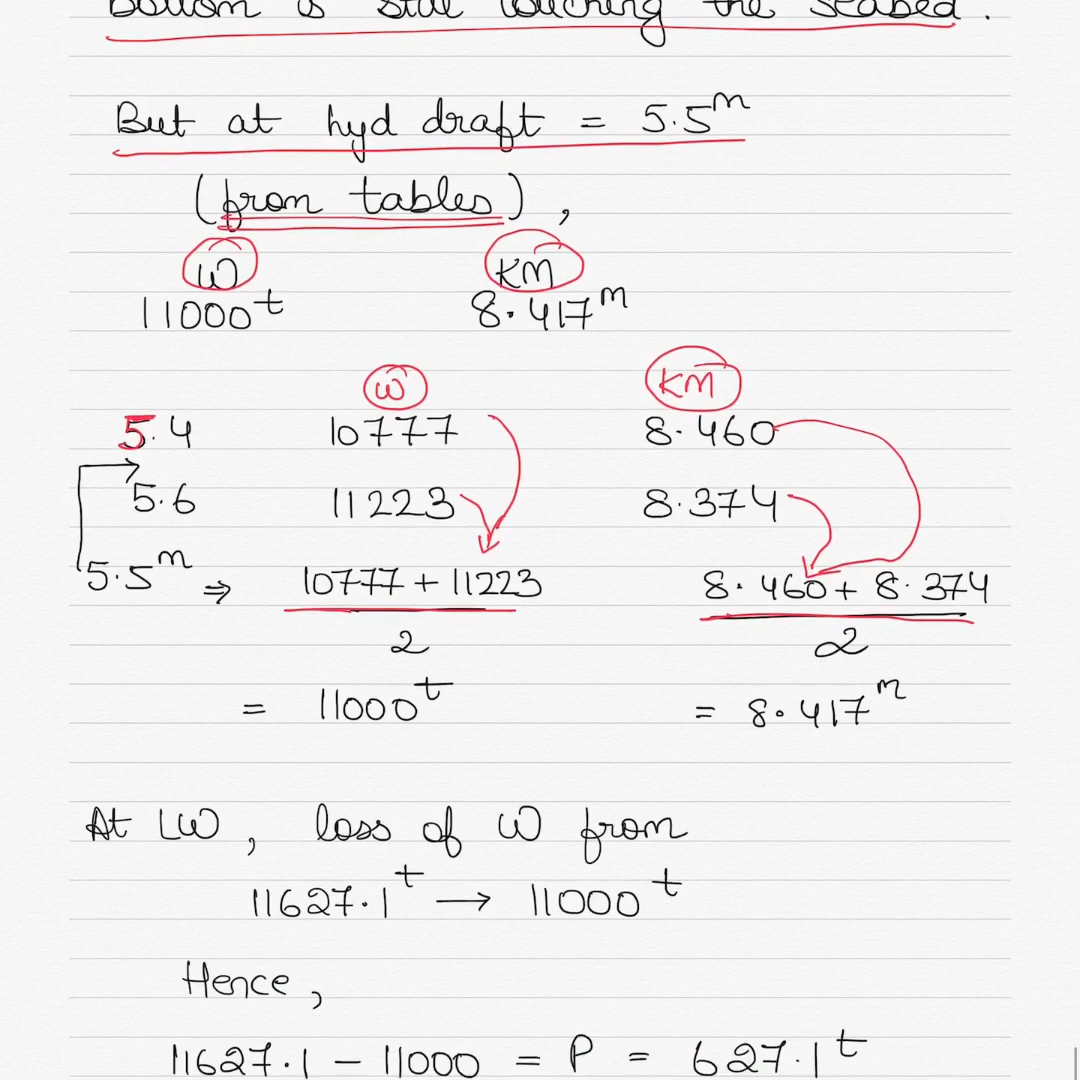 bottom is still touching the seabed.
But at hyd draft = 5.5m
(from tables),
W KM
11000t 8.417m
W KM
5.4 10777 8.460
5.6 11223 8.374
5.5m ⇒ 10777 + 11223 8.460 + 8.374
2 2
= 11000t = 8.417m
At LW, loss of W from
11627.1t → 11000t
Hence,
11627.1 - 11000 = P = 627.1t